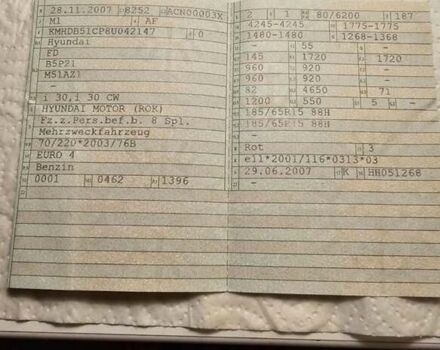 28.11.2007 8252 ACN00003X
M1 AF
KMHDB51CP8U042147 0
Hyundai
FD
B5P21
M51AZ1
-
i 30,i 30 CW
HYUNDAI MOTOR (ROK)
Fz.z.Pers.bef.b. 8 Spl.
Mehrzweckfahrzeug
70/220*2003/76B
EURO 4
Benzin
0001 0462 1396
2 1 80/6200 187
4245-4245 1775-1775
1480-1480 1268-1368
- 55 -
145 1720 1720
960 920 -
960 920 -
82 4650 71
1200 550 5 -
185/65R15 88H
185/65R15 88H
-
Rot 3
e11*2001/116*0313*03
29.06.2007 K HH051268
-